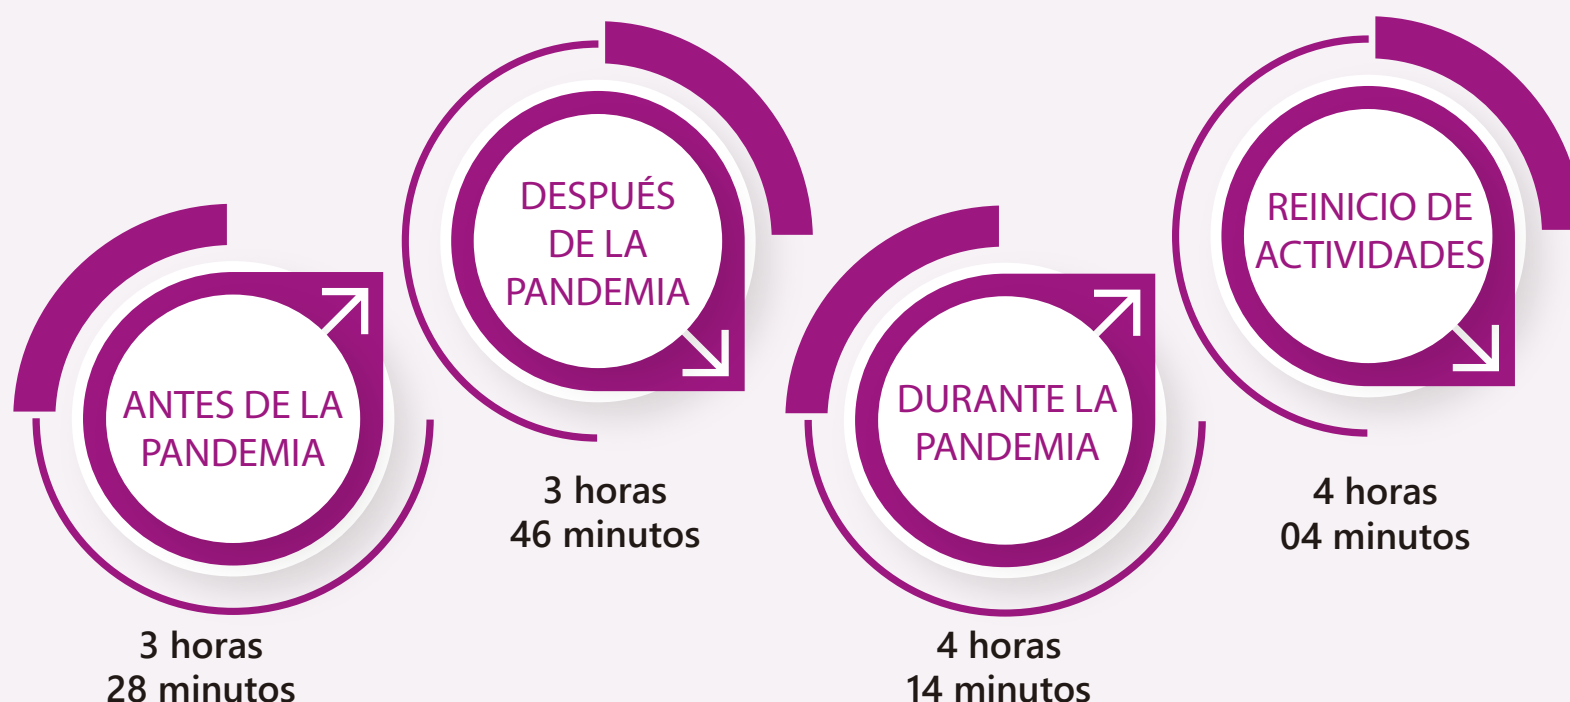 ANTES DE LA
PANDEMIA
3 horas
28 minutos
DESPUÉS
DE LA
PANDEMIA
3 horas
46 minutos
DURANTE LA
PANDEMIA
4 horas
14 minutos
REINICIO DE
ACTIVIDADES
4 horas
04 minutos